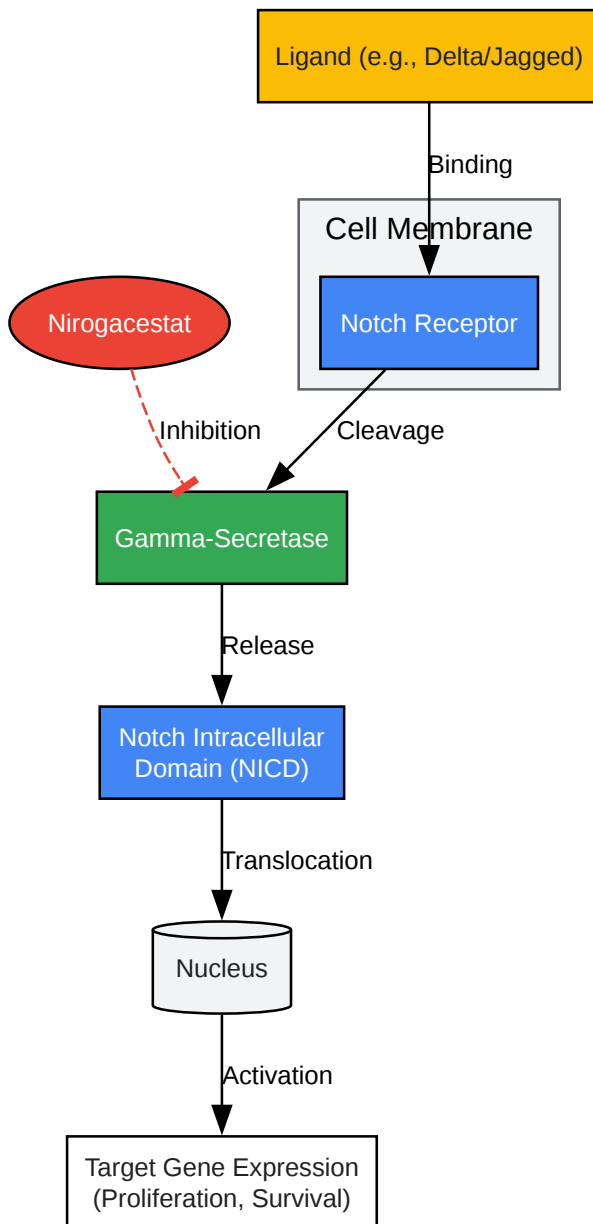 Ligand (e.g., Delta/Jagged)
Binding
Cell Membrane
Nirogacestat
Notch Receptor
Inhibition
Cleavage
Gamma-Secretase
Release
Notch Intracellular
Domain (NICD)
Translocation
Nucleus
Activation
Target Gene Expression
(Proliferation, Survival)